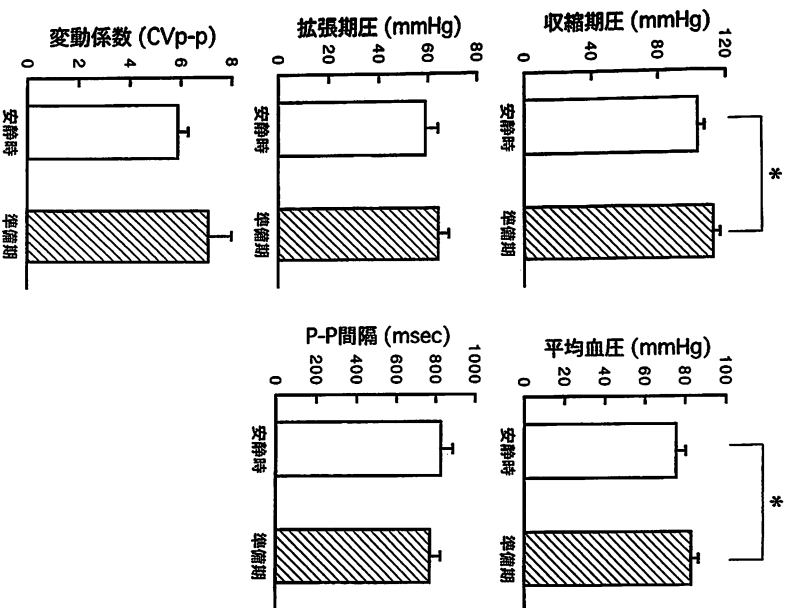 収縮期圧 (mmHg)
120
80
40
0
*
安静時
準備期
平均血圧 (mmHg)
100
80
60
40
20
0
*
安静時
準備期
拡張期圧 (mmHg)
80
60
40
20
0
安静時
準備期
P-P間隔 (msec)
1000
800
600
400
200
0
安静時
準備期
変動係数 (CVp-p)
8
6
4
2
0
安静時
準備期